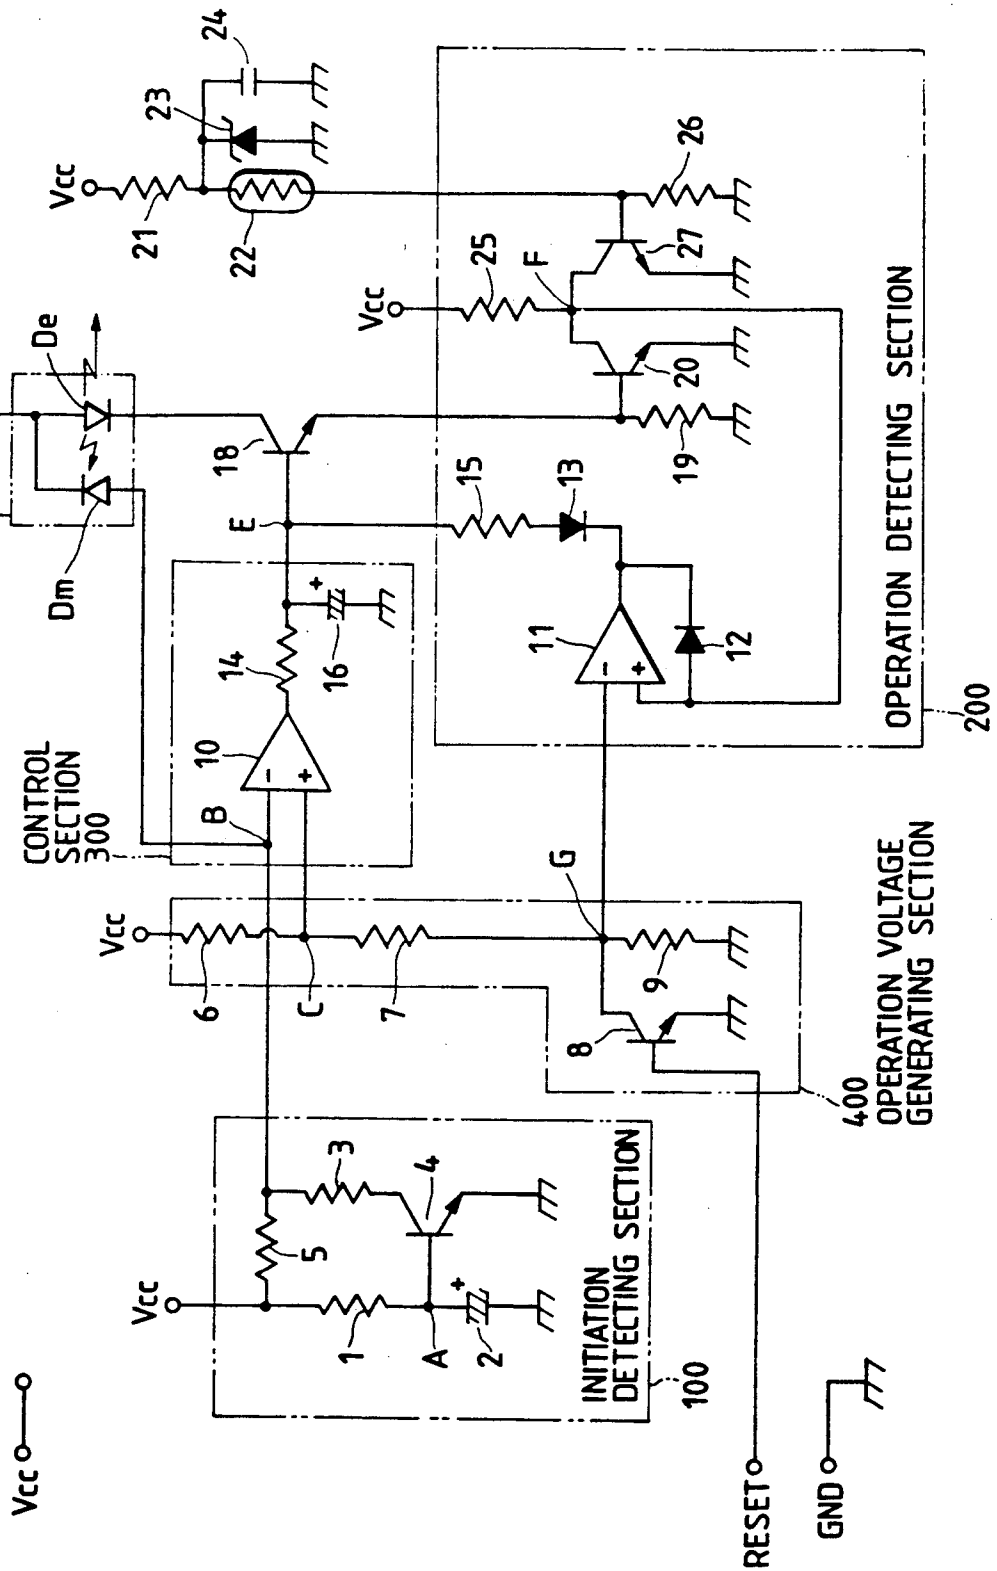 Vcc
RESET
GND
Vcc
5
1
A
2
+
3
4
INITIATION
DETECTING SECTION
100
Vcc
6
C
7
G
8
9
400
OPERATION VOLTAGE
GENERATING SECTION
CONTROL
SECTION
300
B
10
-
+
14
16
+
E
18
Dm
De
Vcc
21
22
23
24
15
13
11
-
+
12
19
20
Vcc
25
F
27
26
OPERATION DETECTING SECTION
200